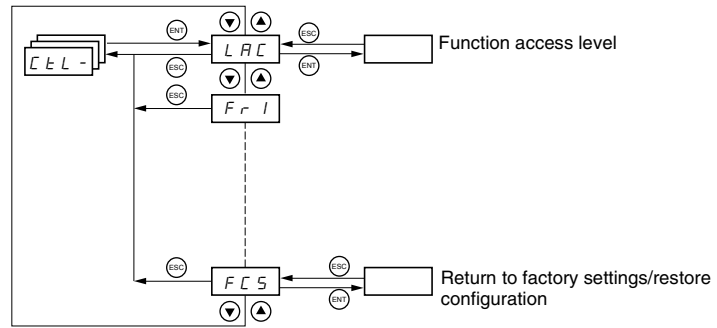 ENT
LAC
ESC
Function access level
CtL-
ESC
ENT
ESC
Fr1
ESC
FCS
ESC
Return to factory settings/restore
configuration
ENT